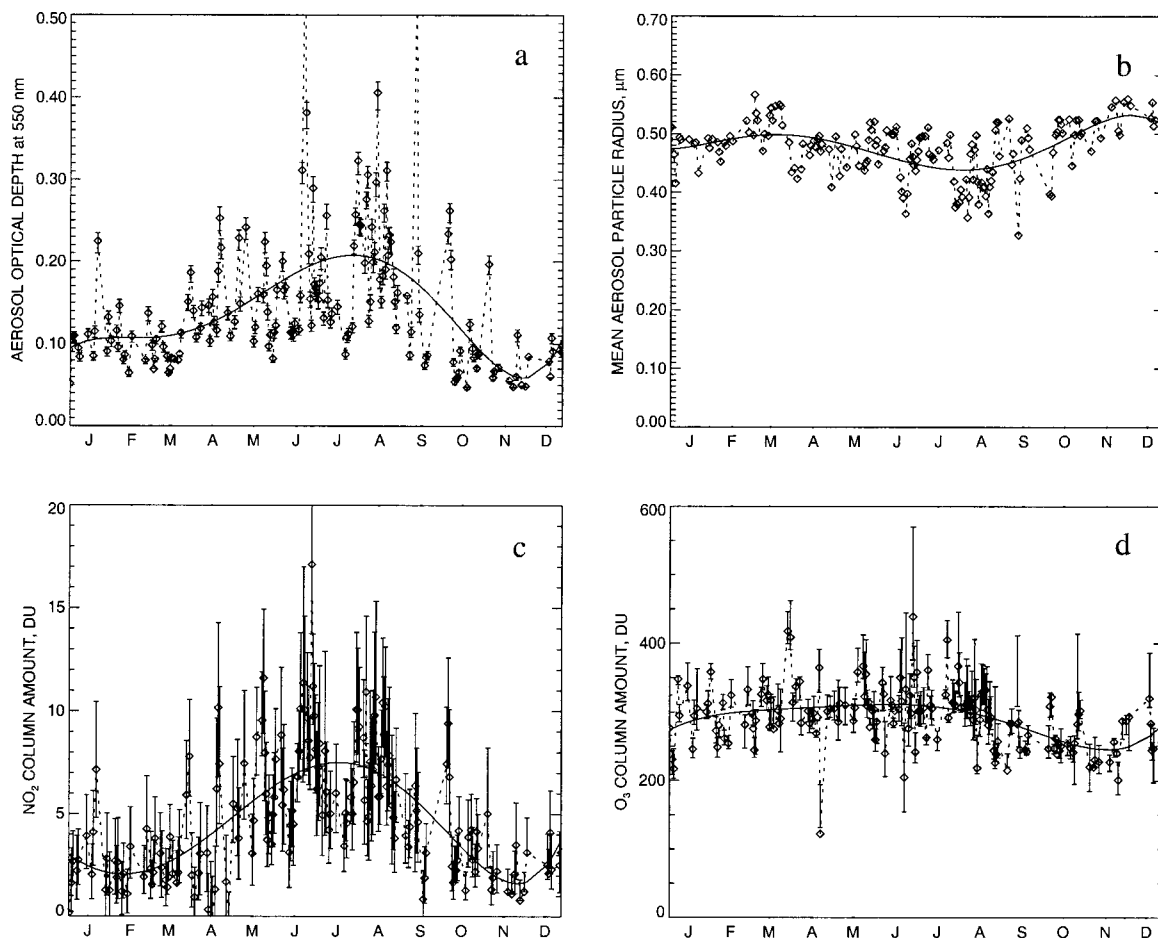 a
AEROSOL OPTICAL DEPTH at 550 nm
0.50
0.40
0.30
0.20
0.10
0.00
J F M A M J J A S O N D
b
MEAN AEROSOL PARTICLE RADIUS, μm
0.70
0.60
0.50
0.40
0.30
0.20
0.10
0.00
J F M A M J J A S O N D
c
NO2 COLUMN AMOUNT, DU
20
15
10
5
0
J F M A M J J A S O N D
d
O3 COLUMN AMOUNT, DU
600
400
200
0
J F M A M J J A S O N D